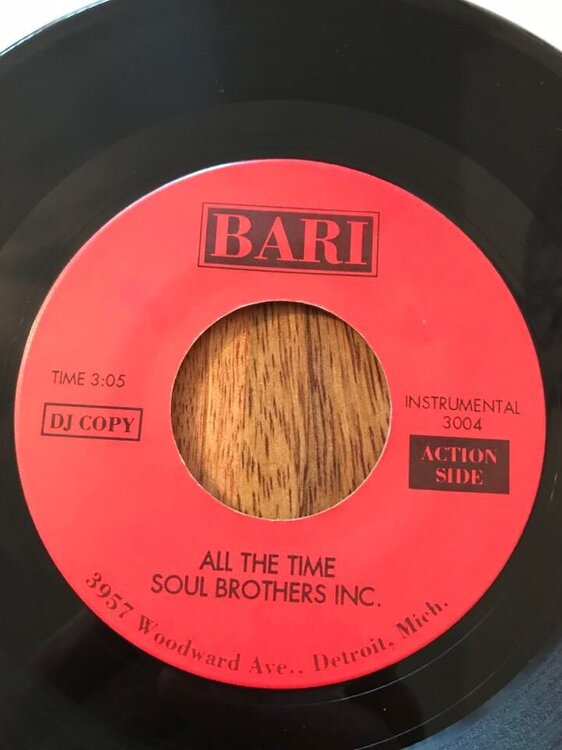 BARI
TIME 3:05
DJ COPY
INSTRUMENTAL
3004
ACTION
SIDE
ALL THE TIME
SOUL BROTHERS INC.
3957 Woodward Ave.. Detroit, Mich.